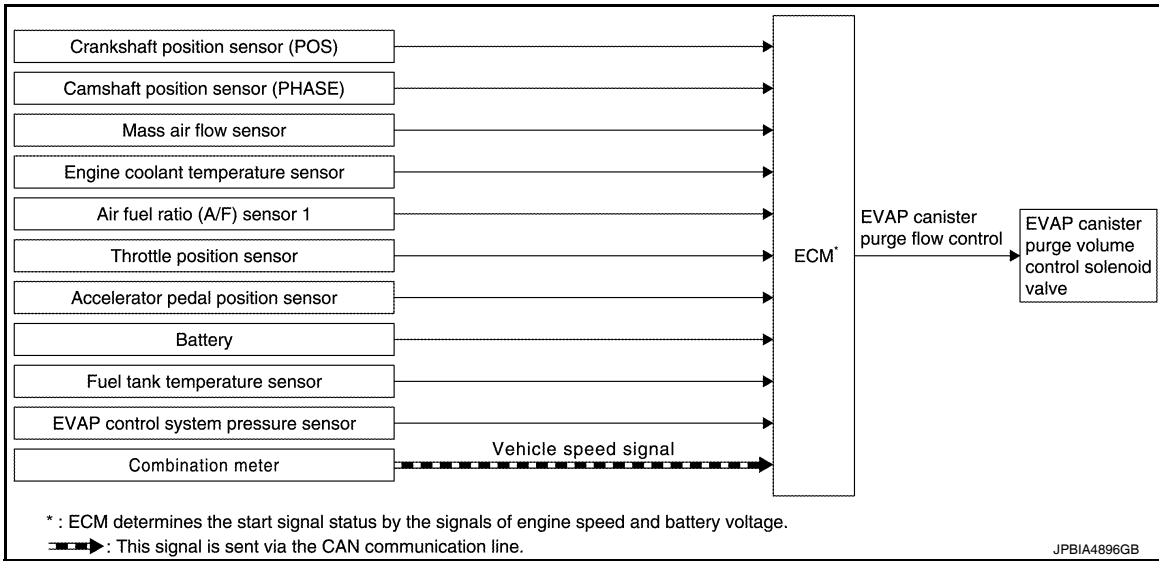 Crankshaft position sensor (POS)
Camshaft position sensor (PHASE)
Mass air flow sensor
Engine coolant temperature sensor
Air fuel ratio (A/F) sensor 1
Throttle position sensor
Accelerator pedal position sensor
Battery
Fuel tank temperature sensor
EVAP control system pressure sensor
Combination meter
Vehicle speed signal
ECM*
EVAP canister
purge flow control
EVAP canister
purge volume
control solenoid
valve
* : ECM determines the start signal status by the signals of engine speed and battery voltage.
: This signal is sent via the CAN communication line.
JPBIA4896GB